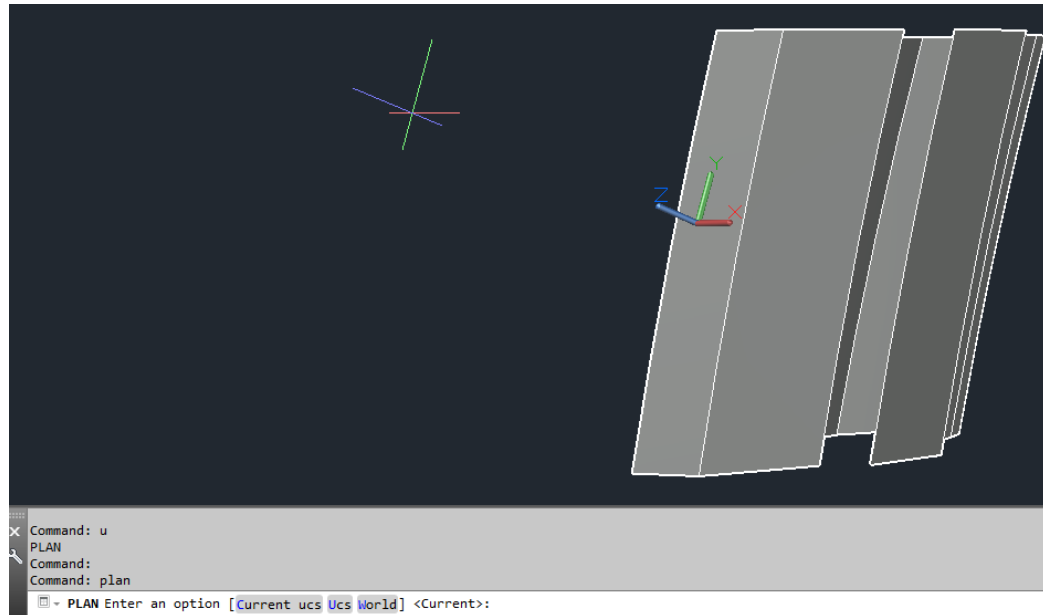 Y
Z
X
Command: u
PLAN
Command:
Command: plan
PLAN Enter an option [Current ucs Ucs World] <Current>: